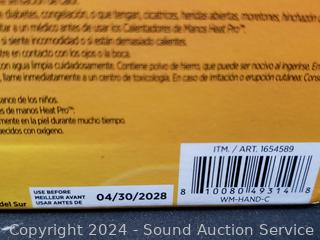 diabetes, congelación, o que tengan, cicatrices, heridas abiertas, moretones, hinchazón
a un médico antes de usar los Calentadores de Manos Heat Pro™.
si siente incomodidad o si están demasiado calientes.
entre en contacto con los ojos o la boca.
con agua limpia cuidadosamente. Contiene polvo de hierro, que puede ser nocivo al ingerirse. En
llame inmediatamente a un centro de toxicología. En caso de irritación o erupción cutánea: Consulte
alcance de los niños.
de manos Heat Pro™.
en la piel durante mucho tiempo.
con oxígeno.
ITM. / ART. 1654589
8 10080 49314 8
WM-HAND-C
USE BEFORE
MEILLEUR AVANT
USAR ANTES DE
04/30/2028
del Sur
Copyright 2024 - Sound Auction Service